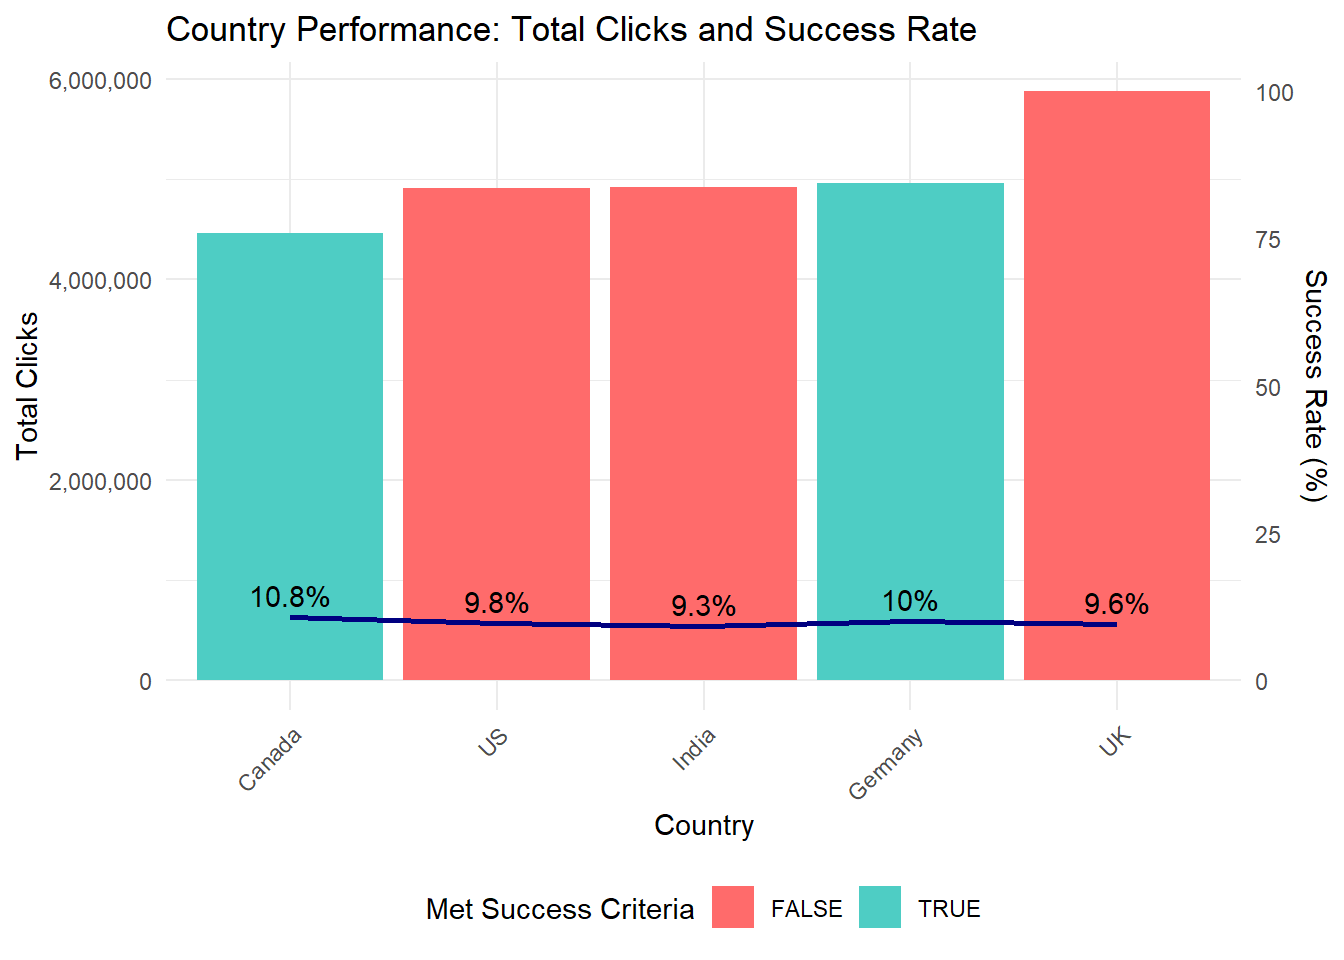 Country Performance: Total Clicks and Success Rate
Total Clicks
6,000,000
4,000,000
2,000,000
0
100
75
50
25
0
Success Rate (%)
10.8%
9.8%
9.3%
10%
9.6%
Canada
US
India
Germany
UK
Country
Met Success Criteria FALSE TRUE